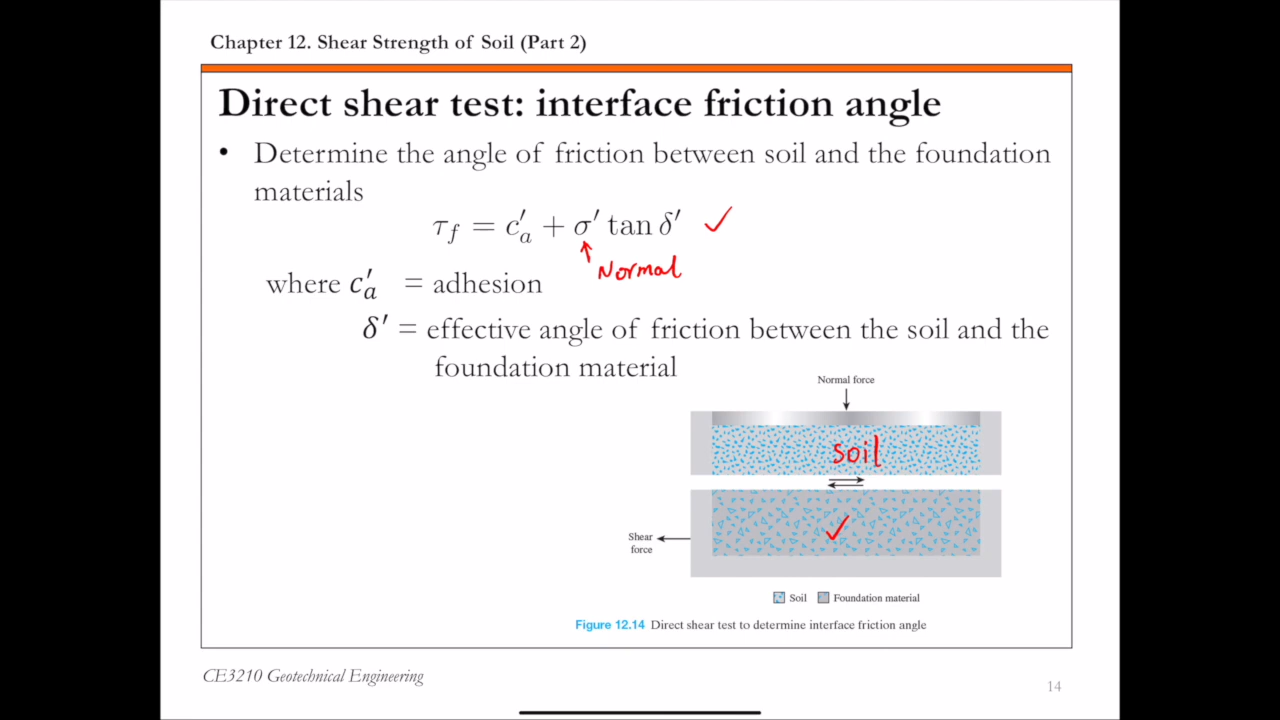 Chapter 12. Shear Strength of Soil (Part 2)
Direct shear test: interface friction angle
• Determine the angle of friction between soil and the foundation
materials
τf = c′a + σ′ tan δ′ ✓
Normal
where c′a = adhesion
δ′ = effective angle of friction between the soil and the
foundation material
Normal force
soil
Shear
force
✓
Soil Foundation material
Figure 12.14 Direct shear test to determine interface friction angle
CE3210 Geotechnical Engineering
14